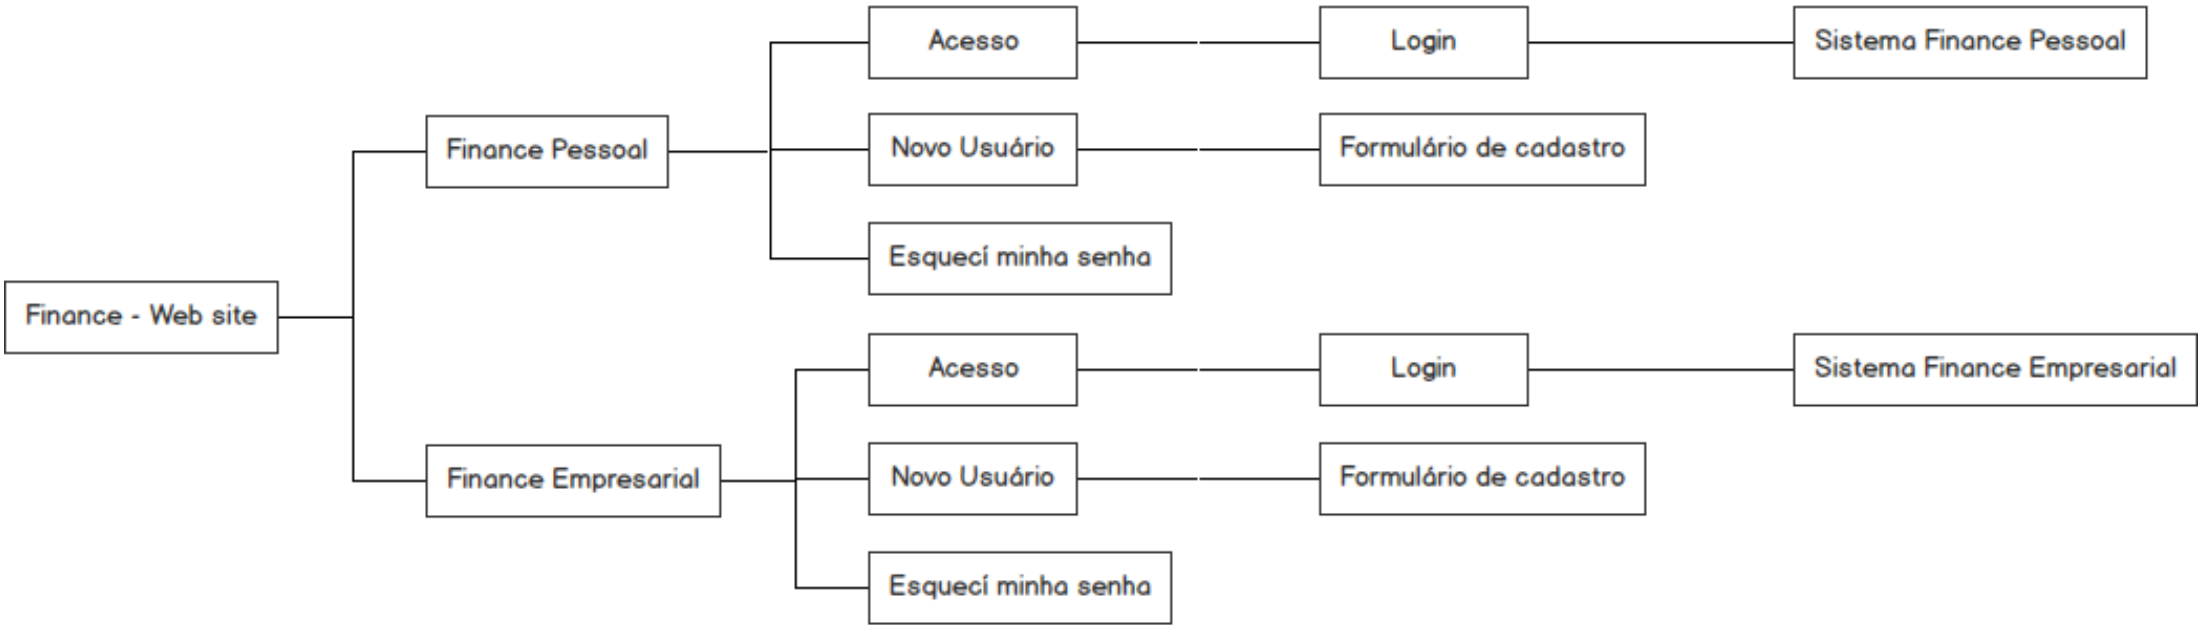 Acesso
Login
Sistema Finance Pessoal
Finance Pessoal
Novo Usuário
Formulário de cadastro
Esquecí minha senha
Finance - Web site
Acesso
Login
Sistema Finance Empresarial
Finance Empresarial
Novo Usuário
Formulário de cadastro
Esquecí minha senha